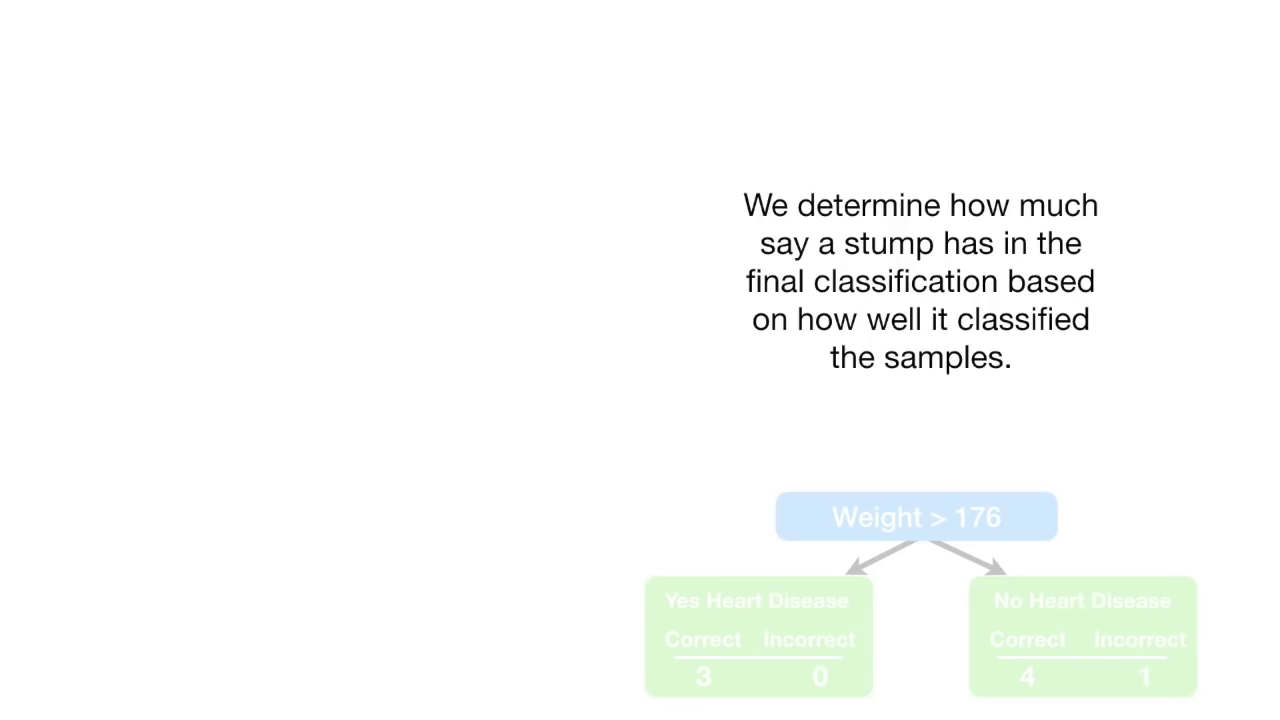 We determine how much
say a stump has in the
final classification based
on how well it classified
the samples.
Weight > 176
Yes Heart Disease
Correct Incorrect
3 0
No Heart Disease
Correct Incorrect
4 1